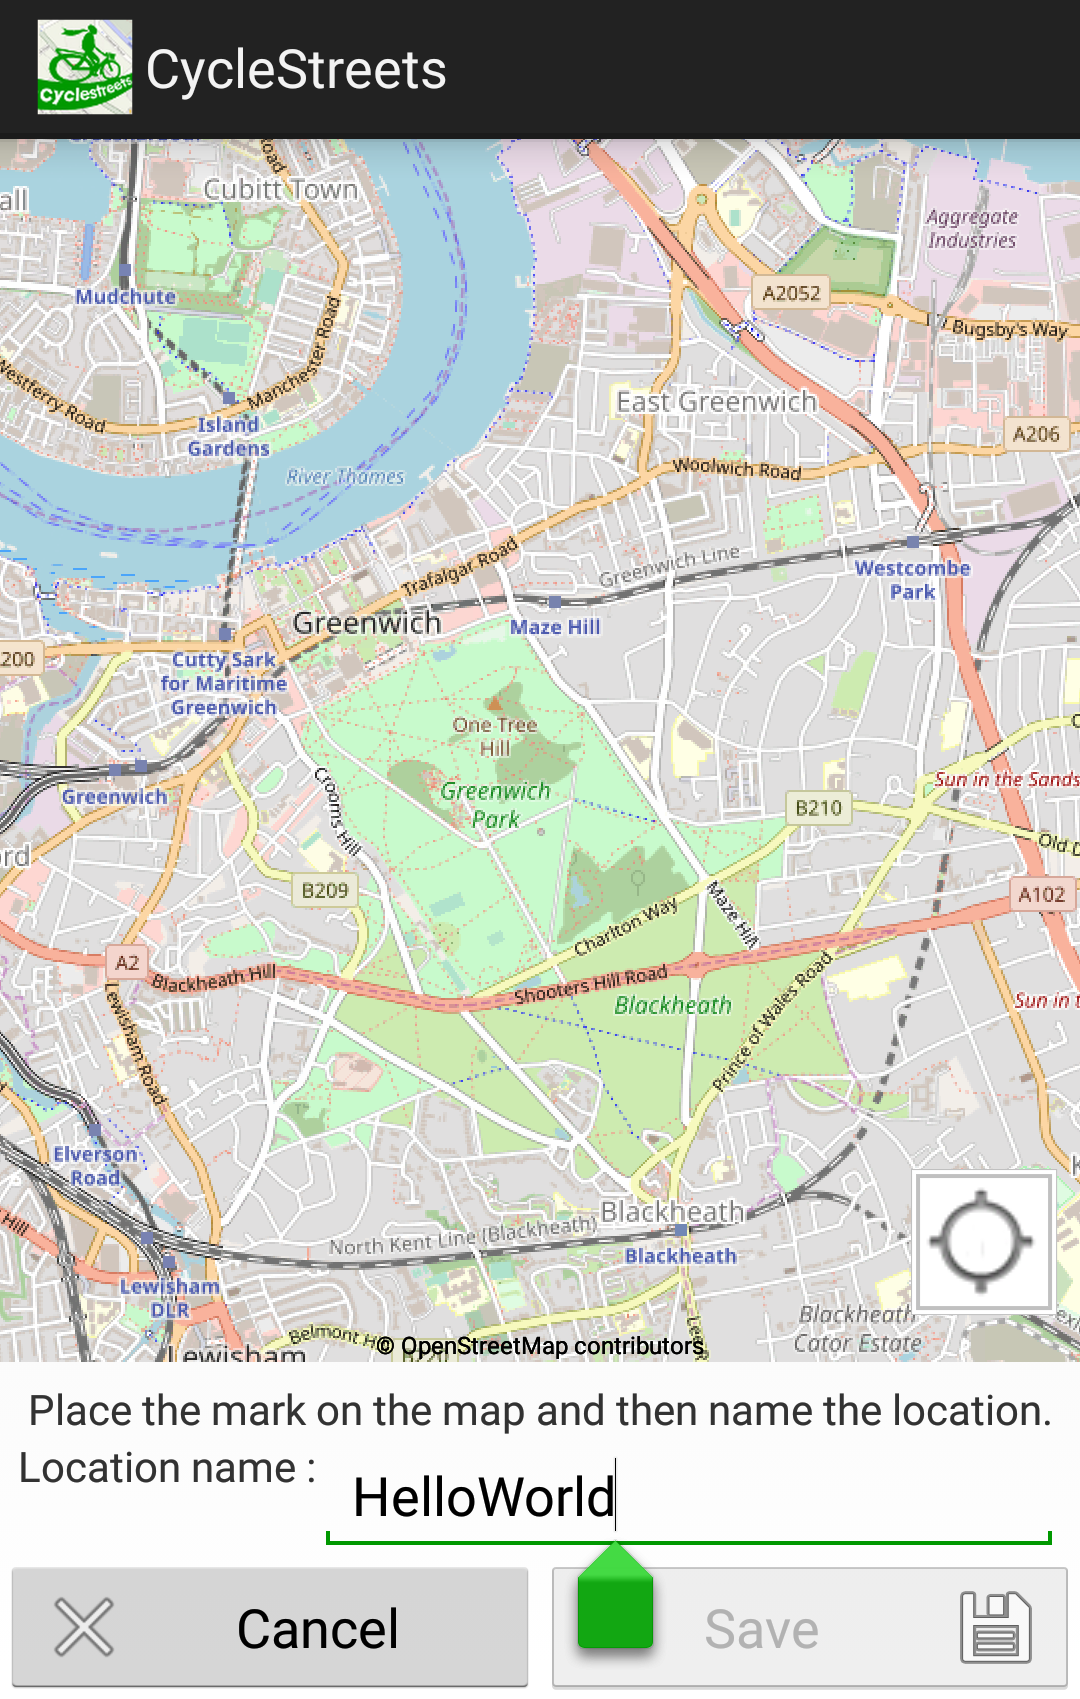 Cyclestreets
CycleStreets
Cubitt Town
all
Road
Aggregate
Industries
Mudchute
A2052
Bugsby's Way
Manchester Road
Westferry Road
East Greenwich
Island
Gardens
A206
River Thames
Woolwich Road
Trafalgar Road
Greenwich Line
Westcombe
Park
Greenwich
Maze Hill
200
Cutty Sark
for Maritime
Greenwich
One Tree
Hill
Sun in the Sands
Greenwich
Crooms Hill
Greenwich
Park
B210
Old D
ord
B209
Maze Hill
A102
Charlton Way
A2
Blackheath Hill
Shooters Hill Road
Blackheath
Prince of Wales Road
Sun in t
Lewisham Road
Elverson
Road
K
Hill
Blackheath
North Kent Line (Blackheath)
Blackheath
Lewisham
DLR
Blackheath
Cator Estate
Belmont H
Lewisham
© OpenStreetMap contributors
Place the mark on the map and then name the location.
Location name :
HelloWorld
Cancel
Save